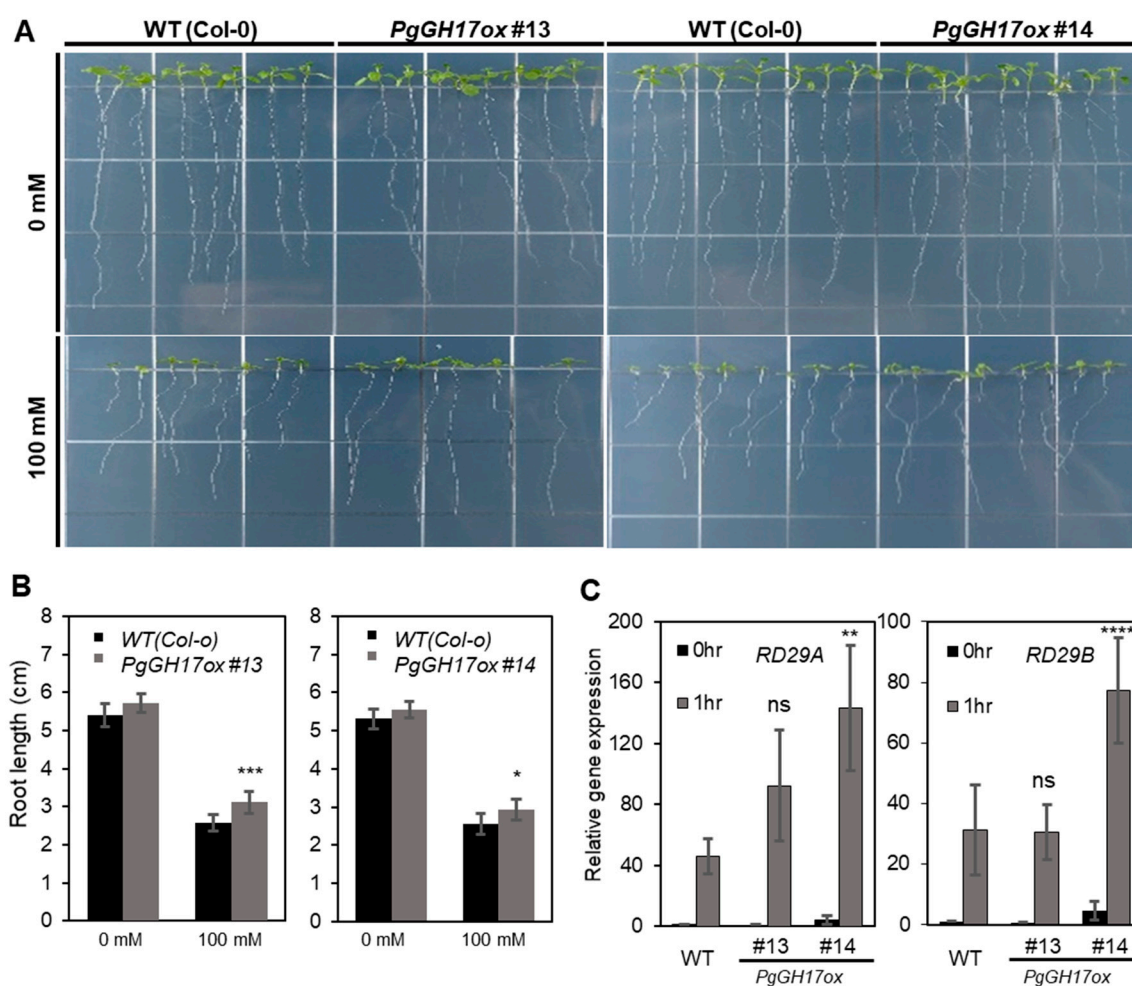 A
WT (Col-0)
PgGH17ox #13
WT (Col-0)
PgGH17ox #14
0 mM
100 mM
B
8
7
6
5
4
3
2
1
0
Root length (cm)
WT(Col-o)
PgGH17ox #13
***
0 mM
100 mM
8
7
6
5
4
3
2
1
0
WT(Col-o)
PgGH17ox #14
*
0 mM
100 mM
C
200
160
120
80
40
0
Relative gene expression
0hr
1hr
RD29A
ns
**
WT
#13
#14
PgGH17ox
100
80
60
40
20
0
0hr
1hr
RD29B
ns
****
WT
#13
#14
PgGH17ox